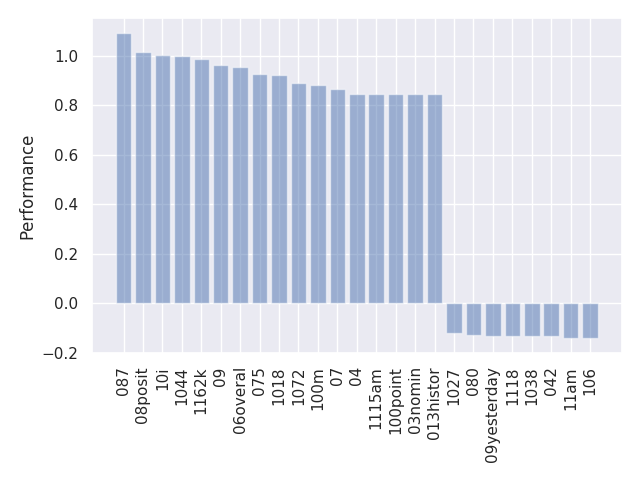 Performance
1.0
0.8
0.6
0.4
0.2
0.0
−0.2
087
08posit
10i
1044
1162k
09
06overal
075
1018
1072
100m
07
04
1115am
100point
03nomin
013histor
1027
080
09yesterday
1118
1038
042
11am
106